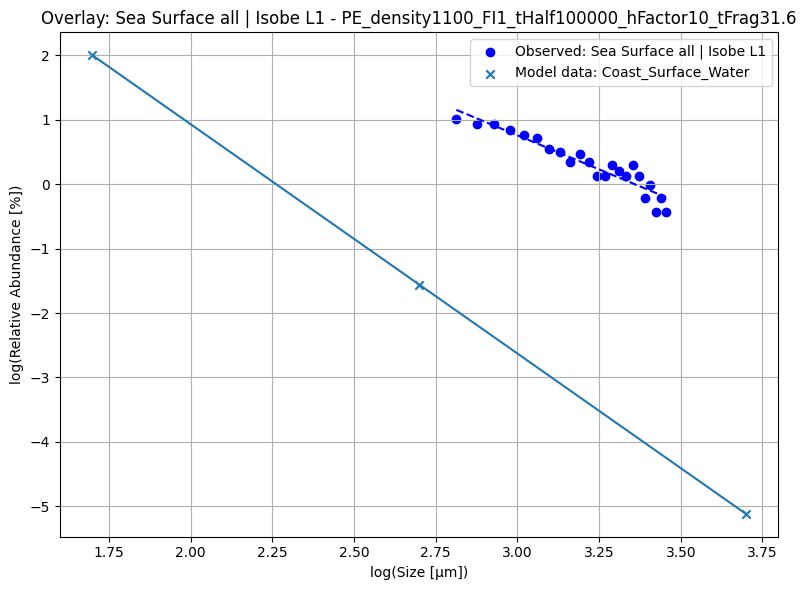 Overlay: Sea Surface all | Isobe L1 - PE_density1100_FI1_tHalf100000_hFactor10_tFrag31.6
Observed: Sea Surface all | Isobe L1
Model data: Coast_Surface_Water
log(Relative Abundance [%])
2
1
0
−1
−2
−3
−4
−5
1.75 2.00 2.25 2.50 2.75 3.00 3.25 3.50 3.75
log(Size [µm])